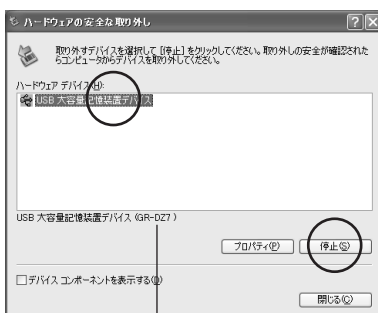 ハードウェアの安全な取り外し
取り外すデバイスを選択して [停止] をクリックしてください。取り外しの安全が確認された
らコンピュータからデバイスを取り外してください。
ハードウェア デバイス(H):
USB 大容量記憶装置デバイス
USB 大容量記憶装置デバイス (GR-DZ7 )
プロパティ(P)
停止(S)
デバイス コンポーネントを表示する(D)
閉じる(C)